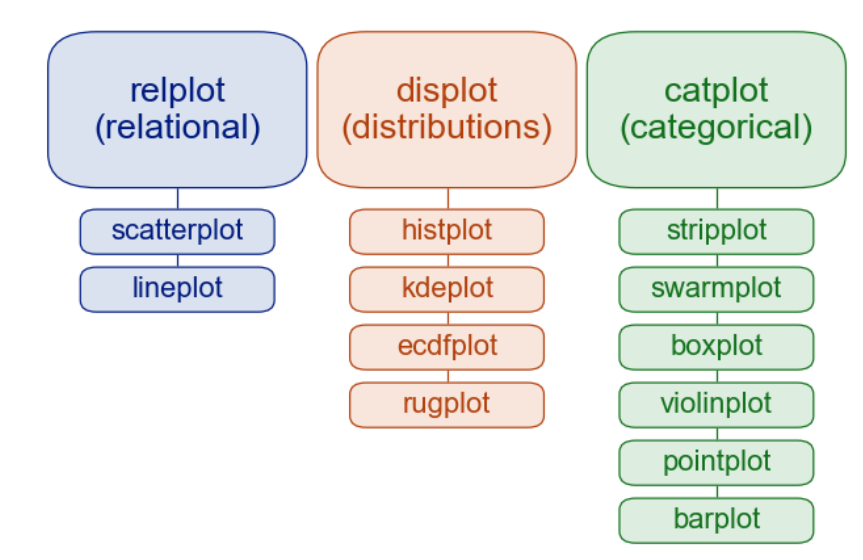 relplot
(relational)
scatterplot
lineplot
displot
(distributions)
histplot
kdeplot
ecdfplot
rugplot
catplot
(categorical)
stripplot
swarmplot
boxplot
violinplot
pointplot
barplot